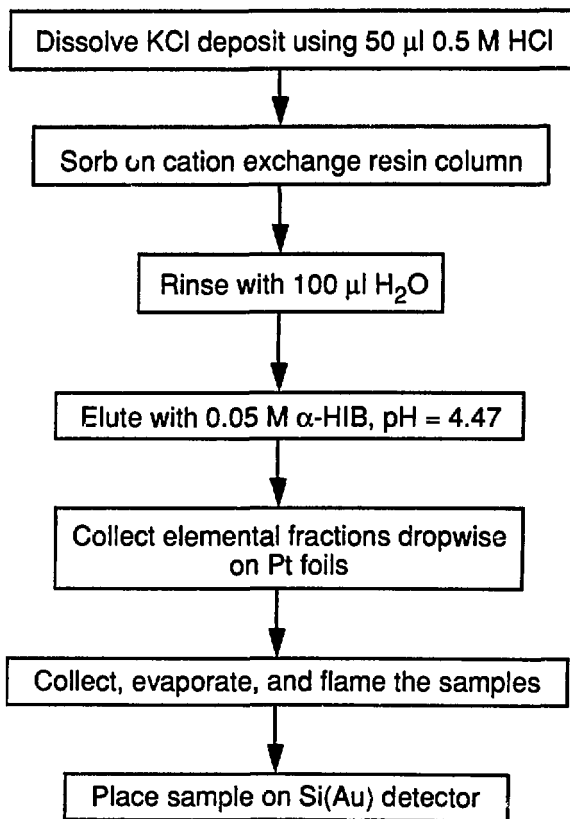 Dissolve KCl deposit using 50 μl 0.5 M HCl
Sorb on cation exchange resin column
Rinse with 100 μl H₂O
Elute with 0.05 M α-HIB, pH = 4.47
Collect elemental fractions dropwise
on Pt foils
Collect, evaporate, and flame the samples
Place sample on Si(Au) detector